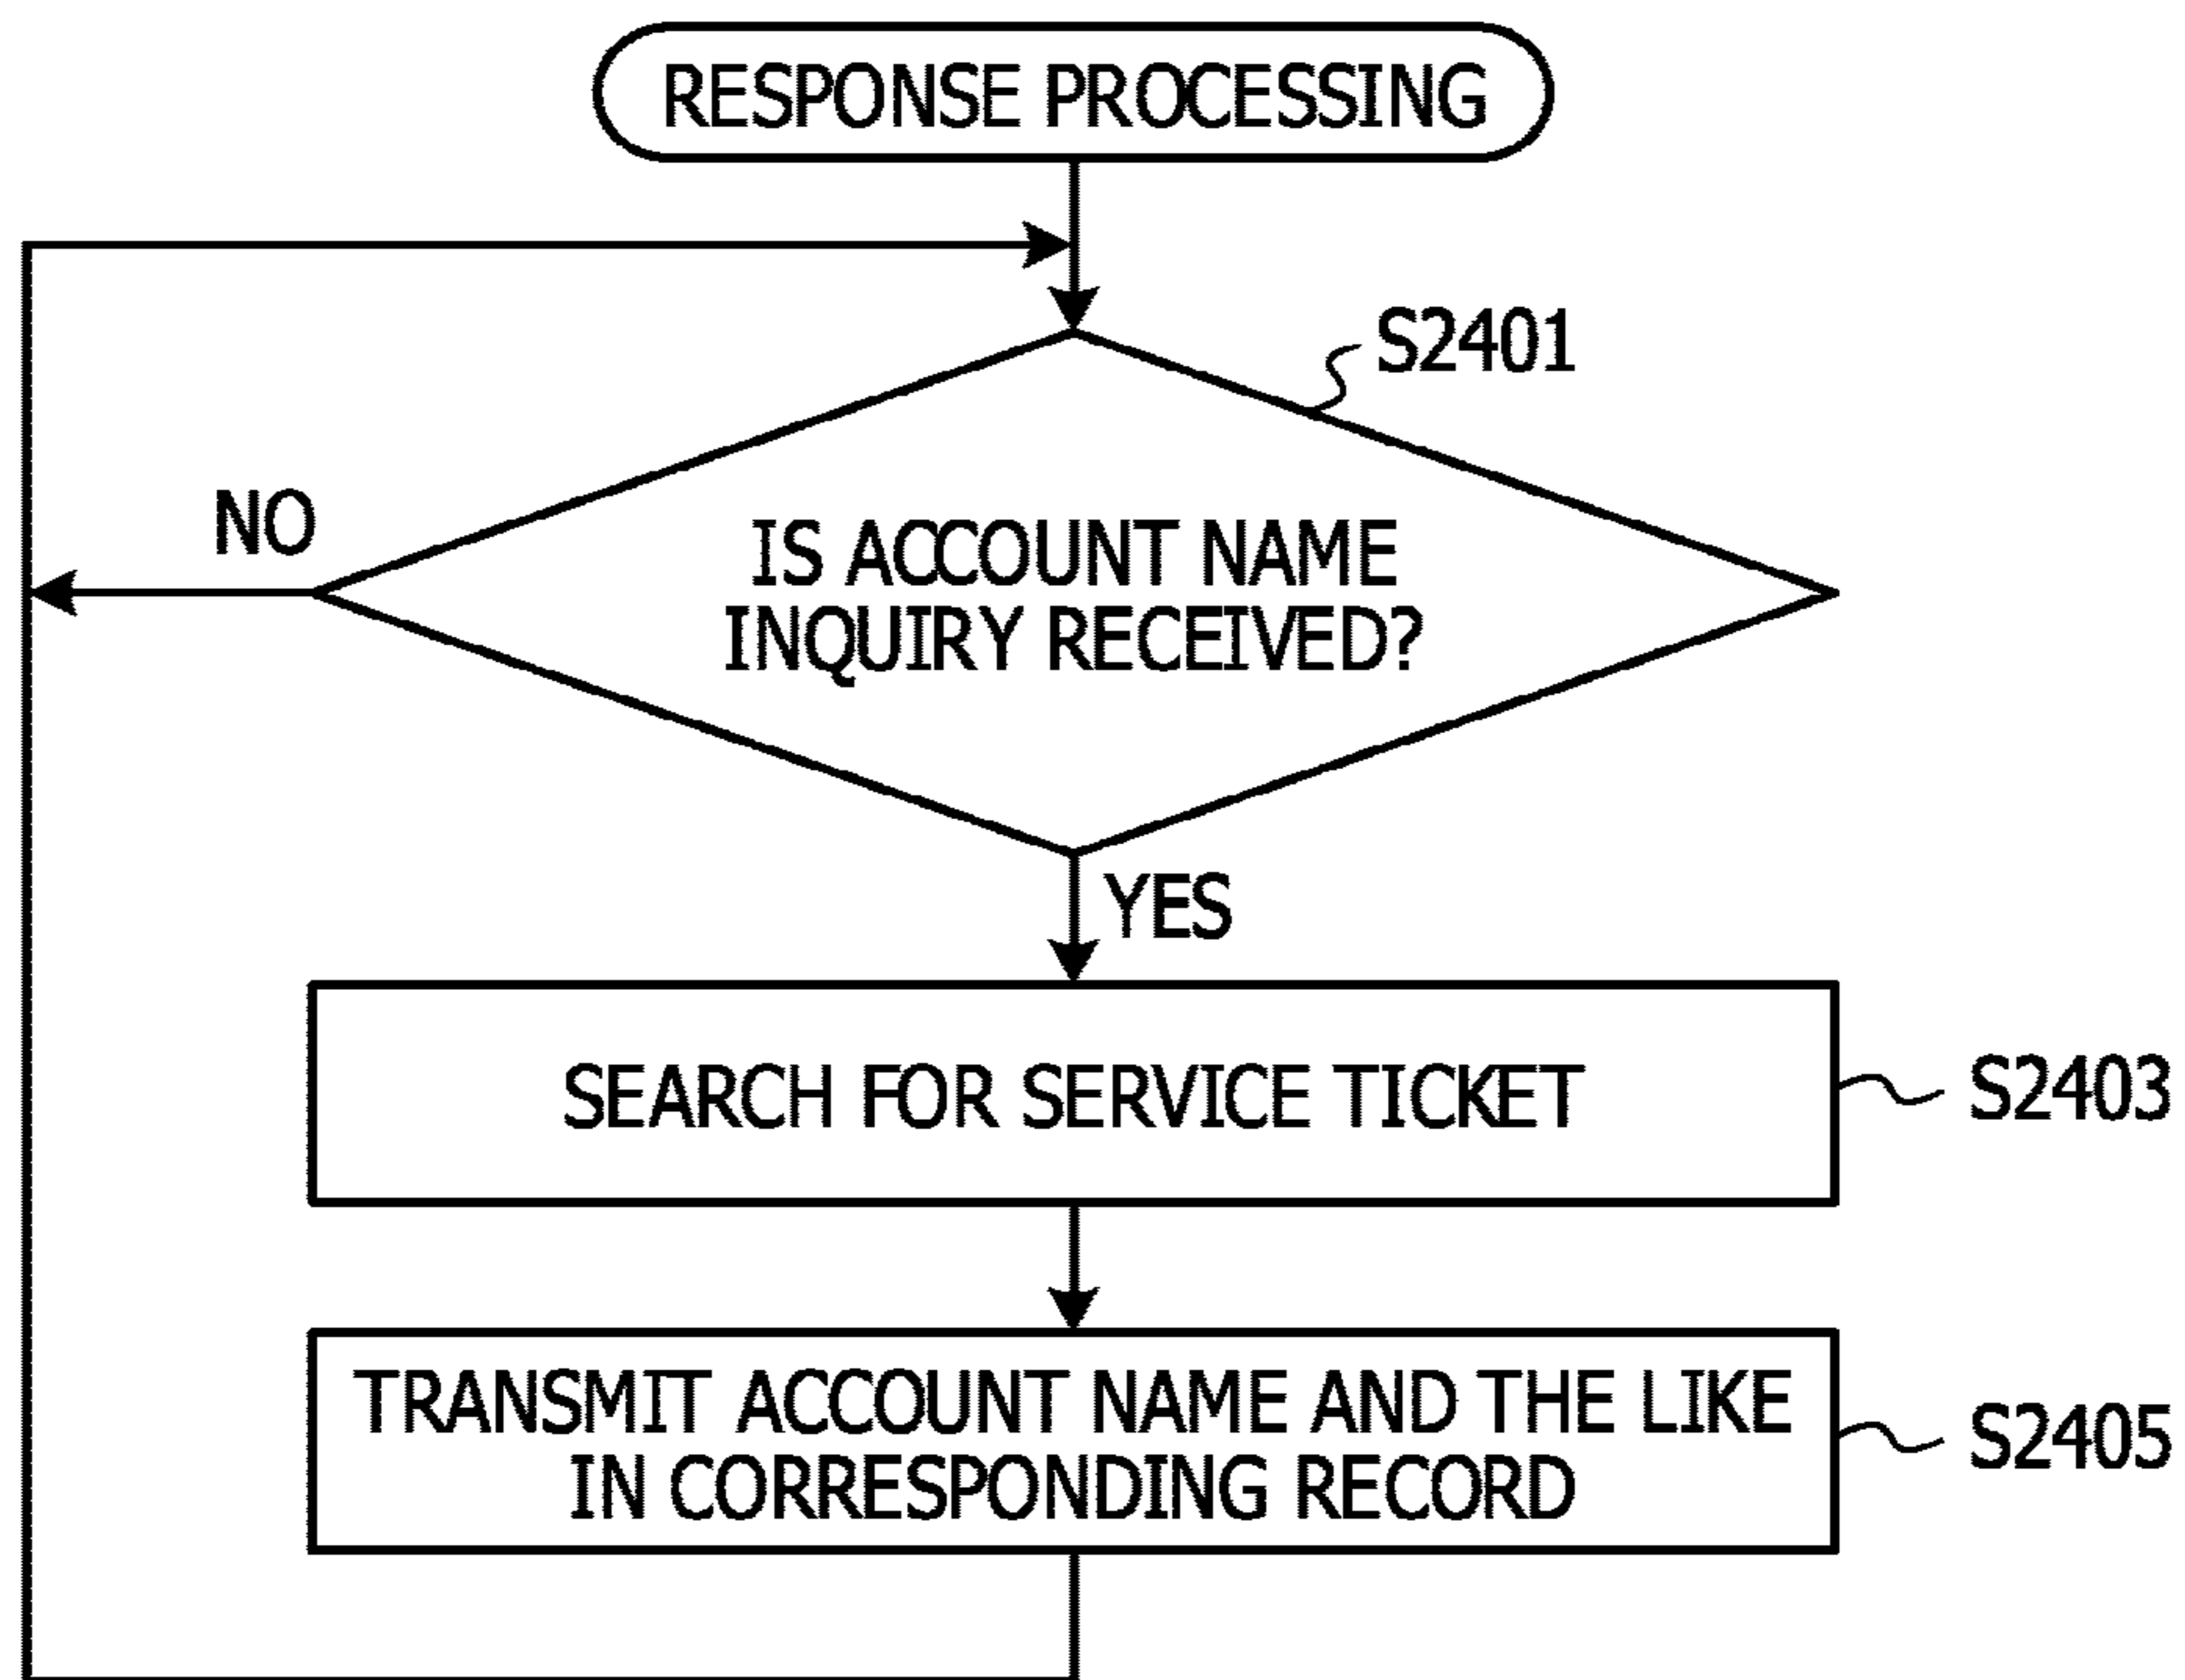 RESPONSE PROCESSING
S2401
NO
IS ACCOUNT NAME
INQUIRY RECEIVED?
YES
SEARCH FOR SERVICE TICKET
S2403
TRANSMIT ACCOUNT NAME AND THE LIKE
IN CORRESPONDING RECORD
S2405